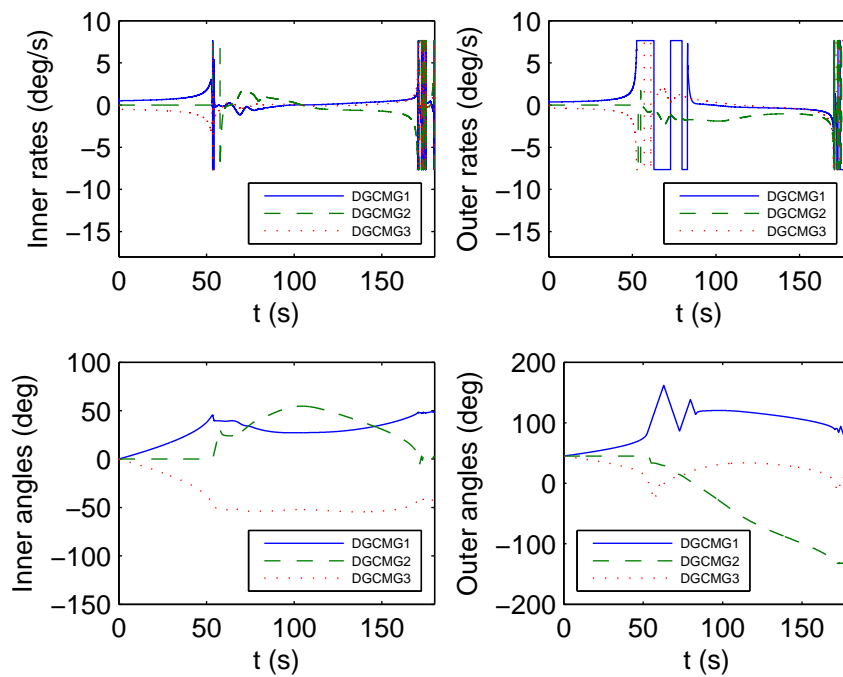 Inner rates (deg/s)
10
5
0
−5
−10
−15
DGCMG1
DGCMG2
DGCMG3
0 50 100 150
t (s)
Outer rates (deg/s)
10
5
0
−5
−10
−15
DGCMG1
DGCMG2
DGCMG3
0 50 100 150
t (s)
Inner angles (deg)
100
50
0
−50
−100
−150
DGCMG1
DGCMG2
DGCMG3
0 50 100 150
t (s)
Outer angles (deg)
200
100
0
−100
−200
DGCMG1
DGCMG2
DGCMG3
0 50 100 150
t (s)